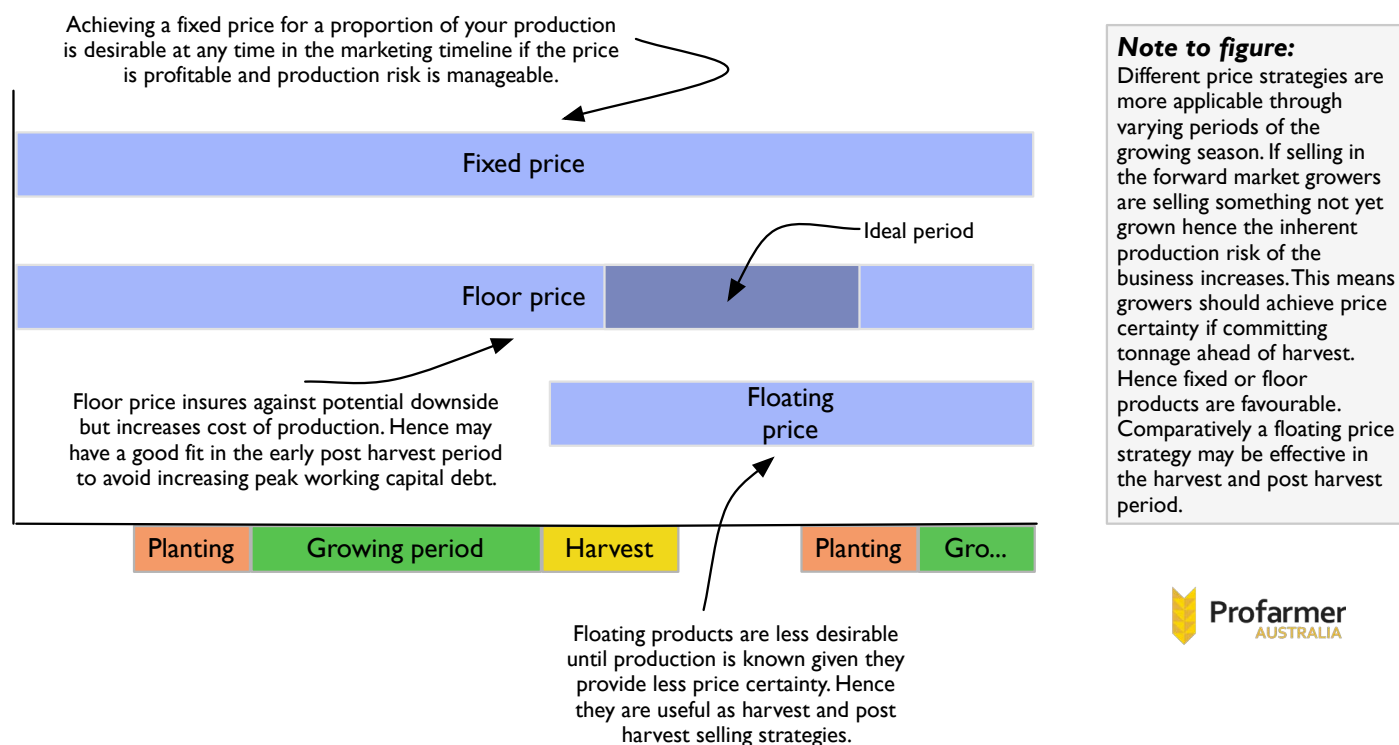 Achieving a fixed price for a proportion of your production
is desirable at any time in the marketing timeline if the price
is profitable and production risk is manageable.
Fixed price
Ideal period
Floor price
Floor price insures against potential downside
but increases cost of production. Hence may
have a good fit in the early post harvest period
to avoid increasing peak working capital debt.
Floating
price
Planting
Growing period
Harvest
Planting
Gro...
Floating products are less desirable
until production is known given they
provide less price certainty. Hence
they are useful as harvest and post
harvest selling strategies.
Note to figure:
Different price strategies are
more applicable through
varying periods of the
growing season. If selling in
the forward market growers
are selling something not yet
grown hence the inherent
production risk of the
business increases. This means
growers should achieve price
certainty if committing
tonnage ahead of harvest.
Hence fixed or floor
products are favourable.
Comparatively a floating price
strategy may be effective in
the harvest and post harvest
period.
Profarmer
AUSTRALIA